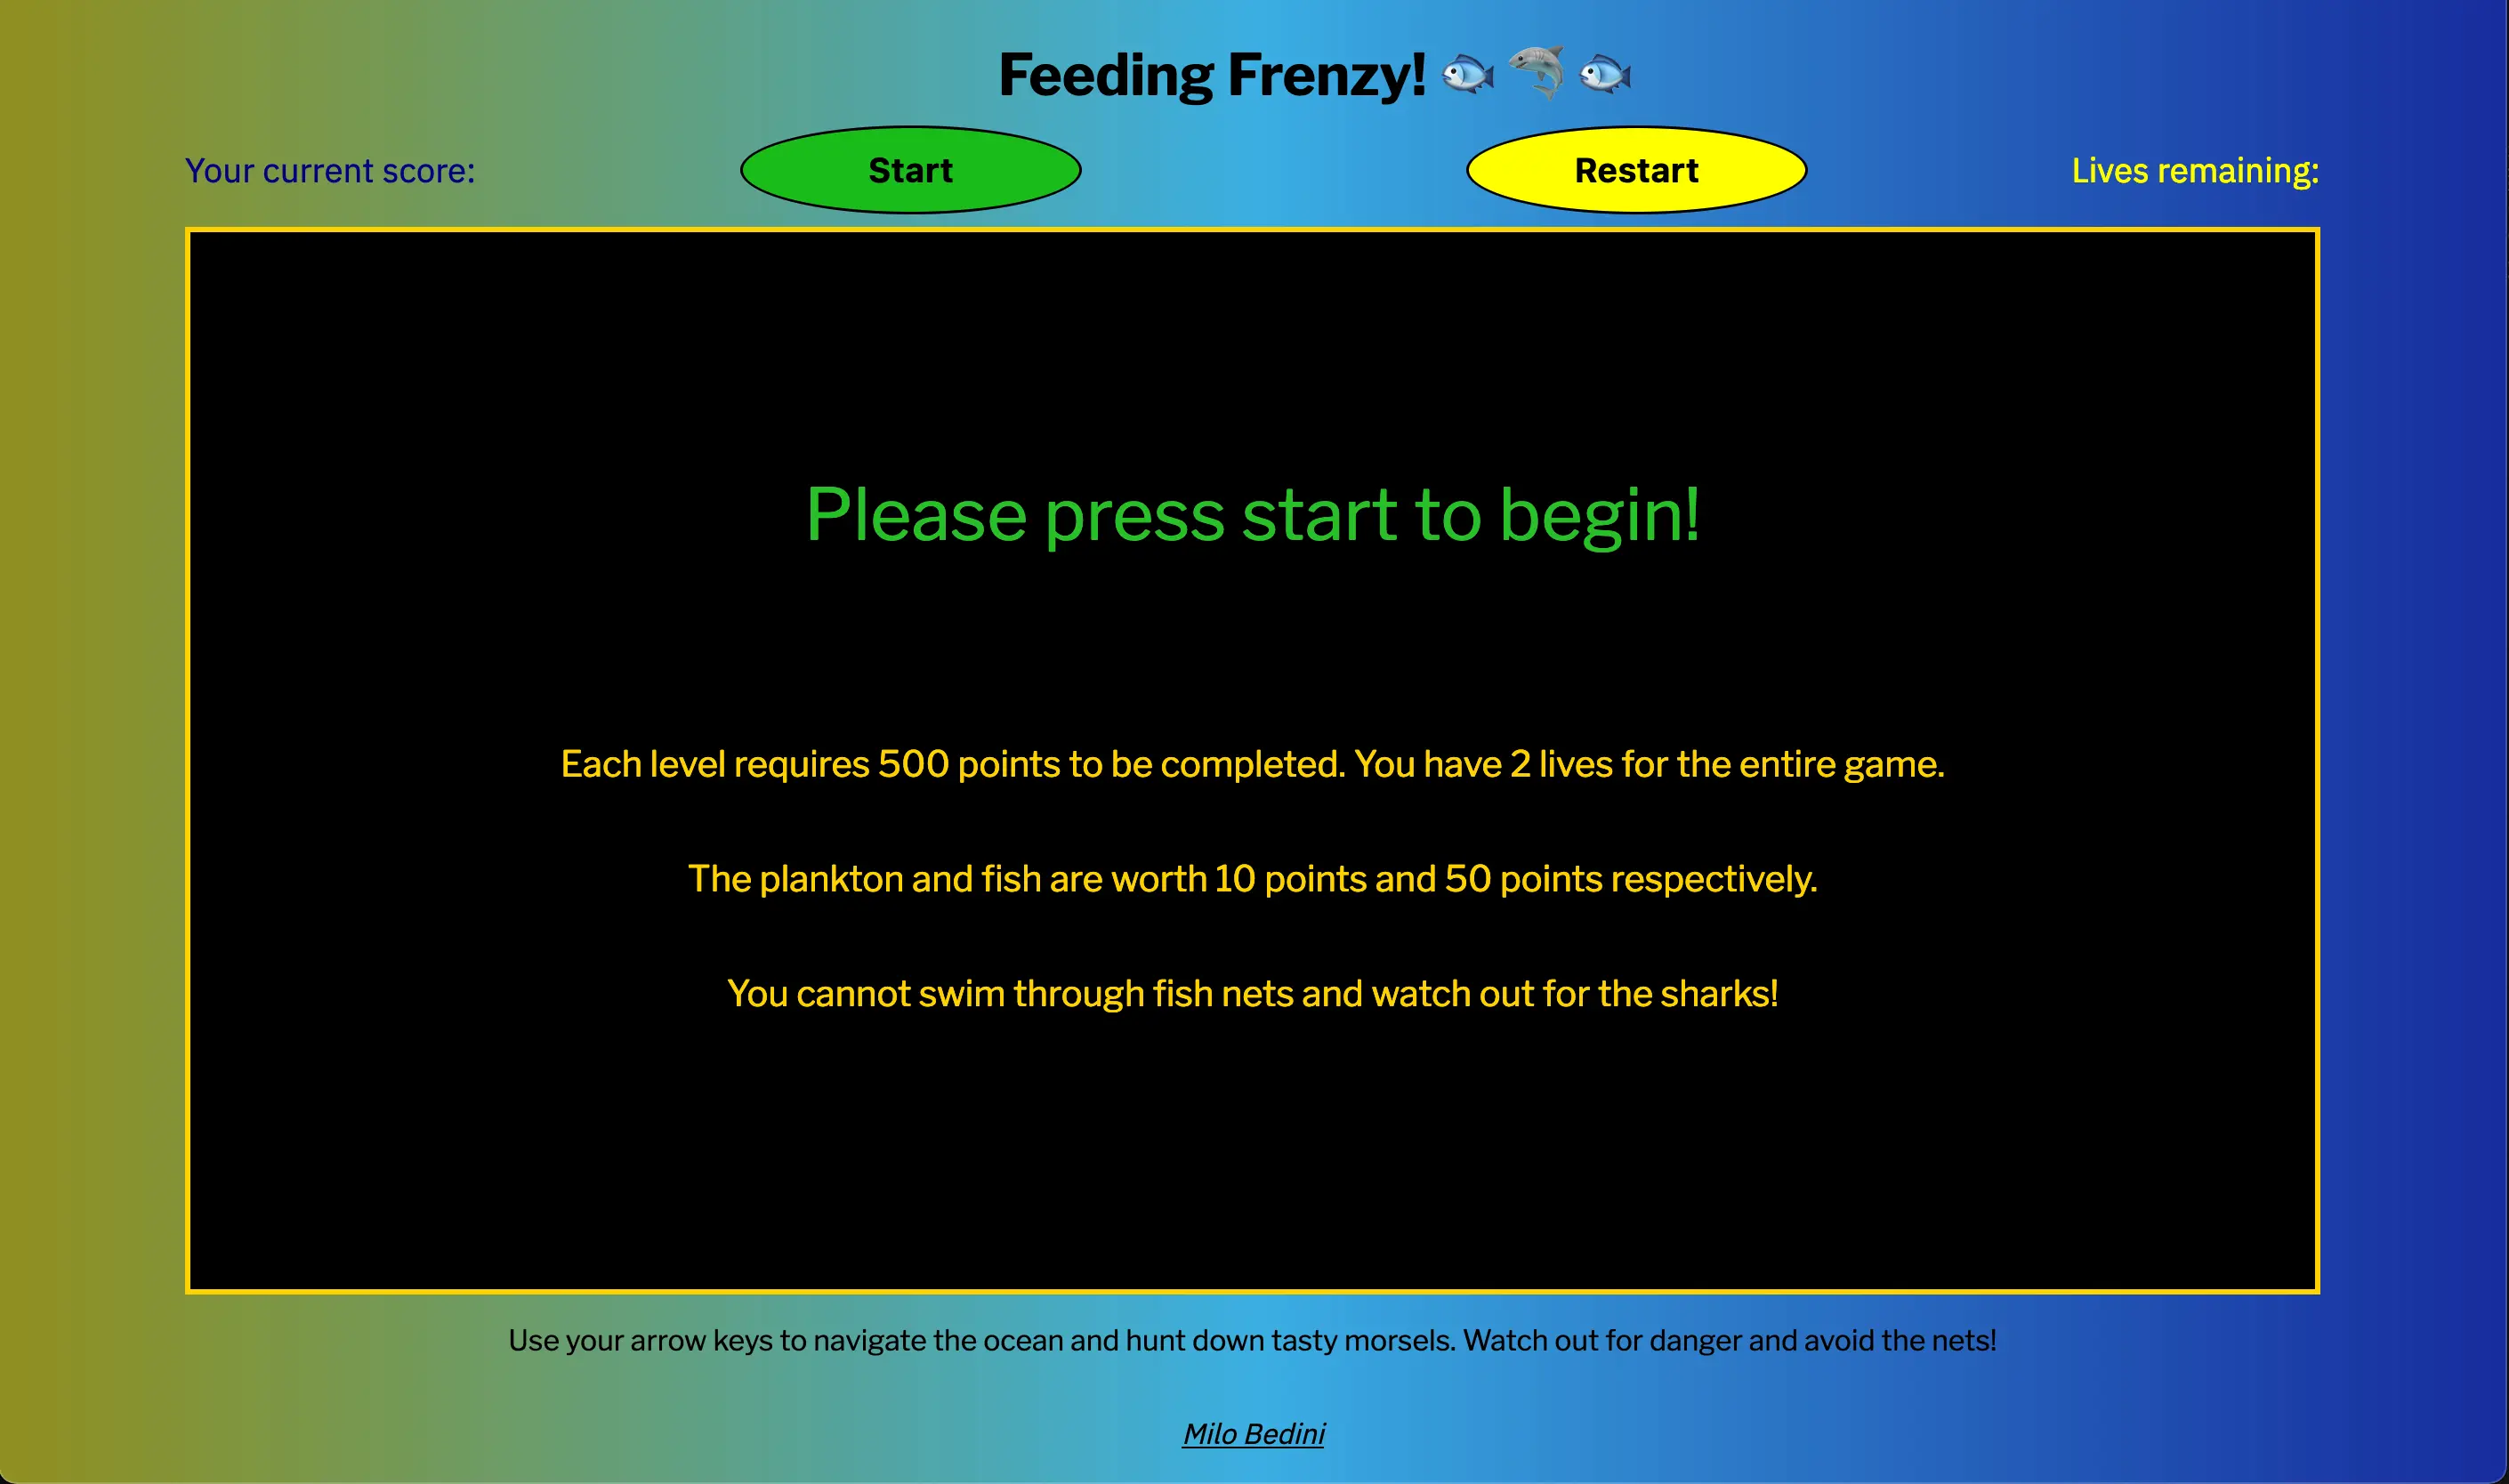 Feeding Frenzy! 🐟 🦈 🐟
Your current score:
Start
Restart
Lives remaining:
Please press start to begin!
Each level requires 500 points to be completed. You have 2 lives for the entire game.
The plankton and fish are worth 10 points and 50 points respectively.
You cannot swim through fish nets and watch out for the sharks!
Use your arrow keys to navigate the ocean and hunt down tasty morsels. Watch out for danger and avoid the nets!
Milo Bedini